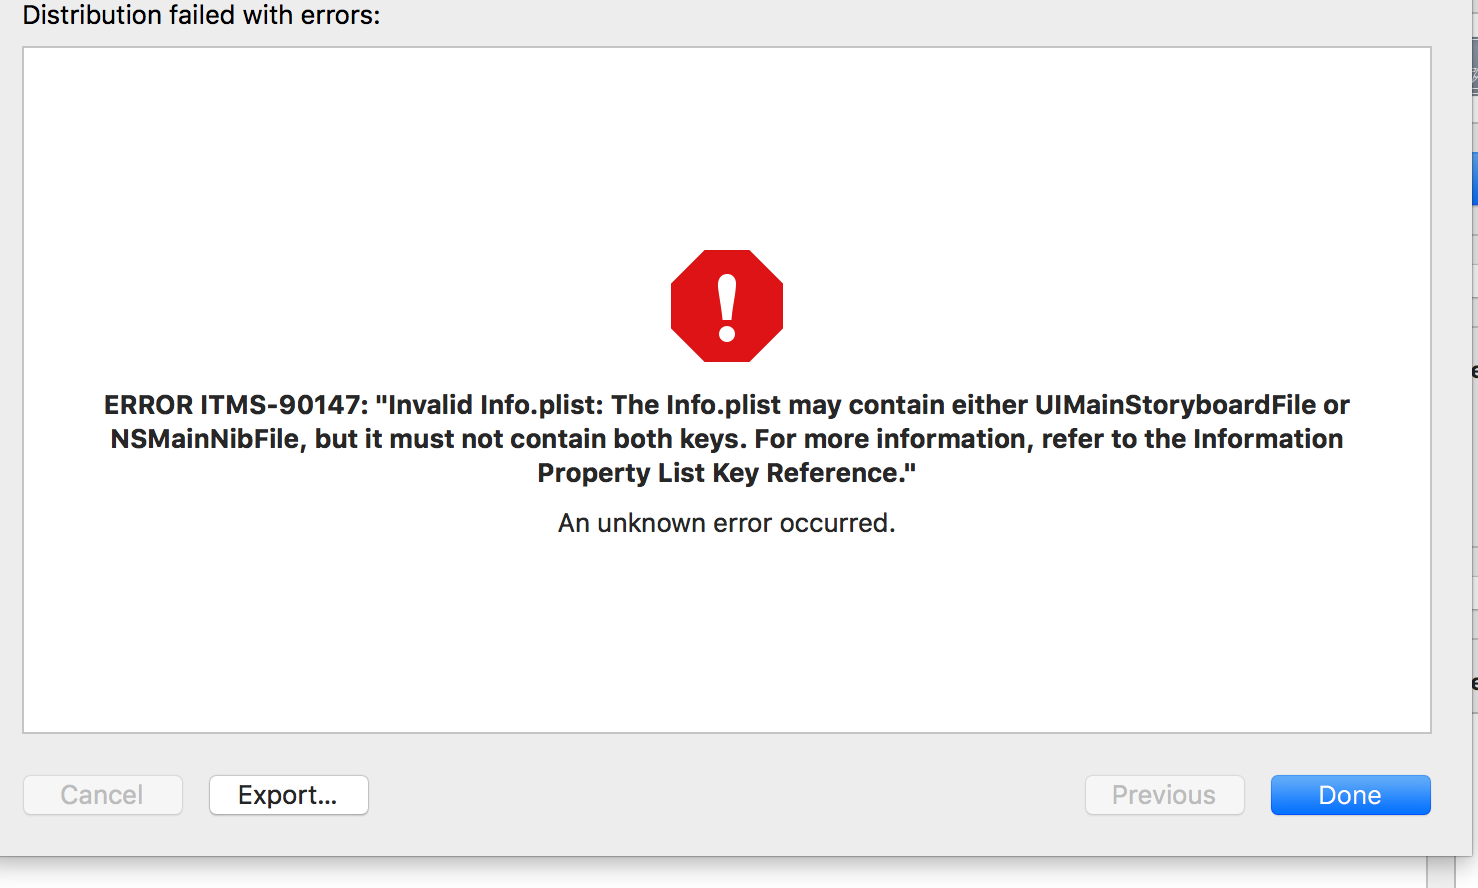 Distribution failed with errors:
ERROR ITMS-90147: "Invalid Info.plist: The Info.plist may contain either UIMainStoryboardFile or
NSMainNibFile, but it must not contain both keys. For more information, refer to the Information
Property List Key Reference."
An unknown error occurred.
Cancel
Export...
Previous
Done